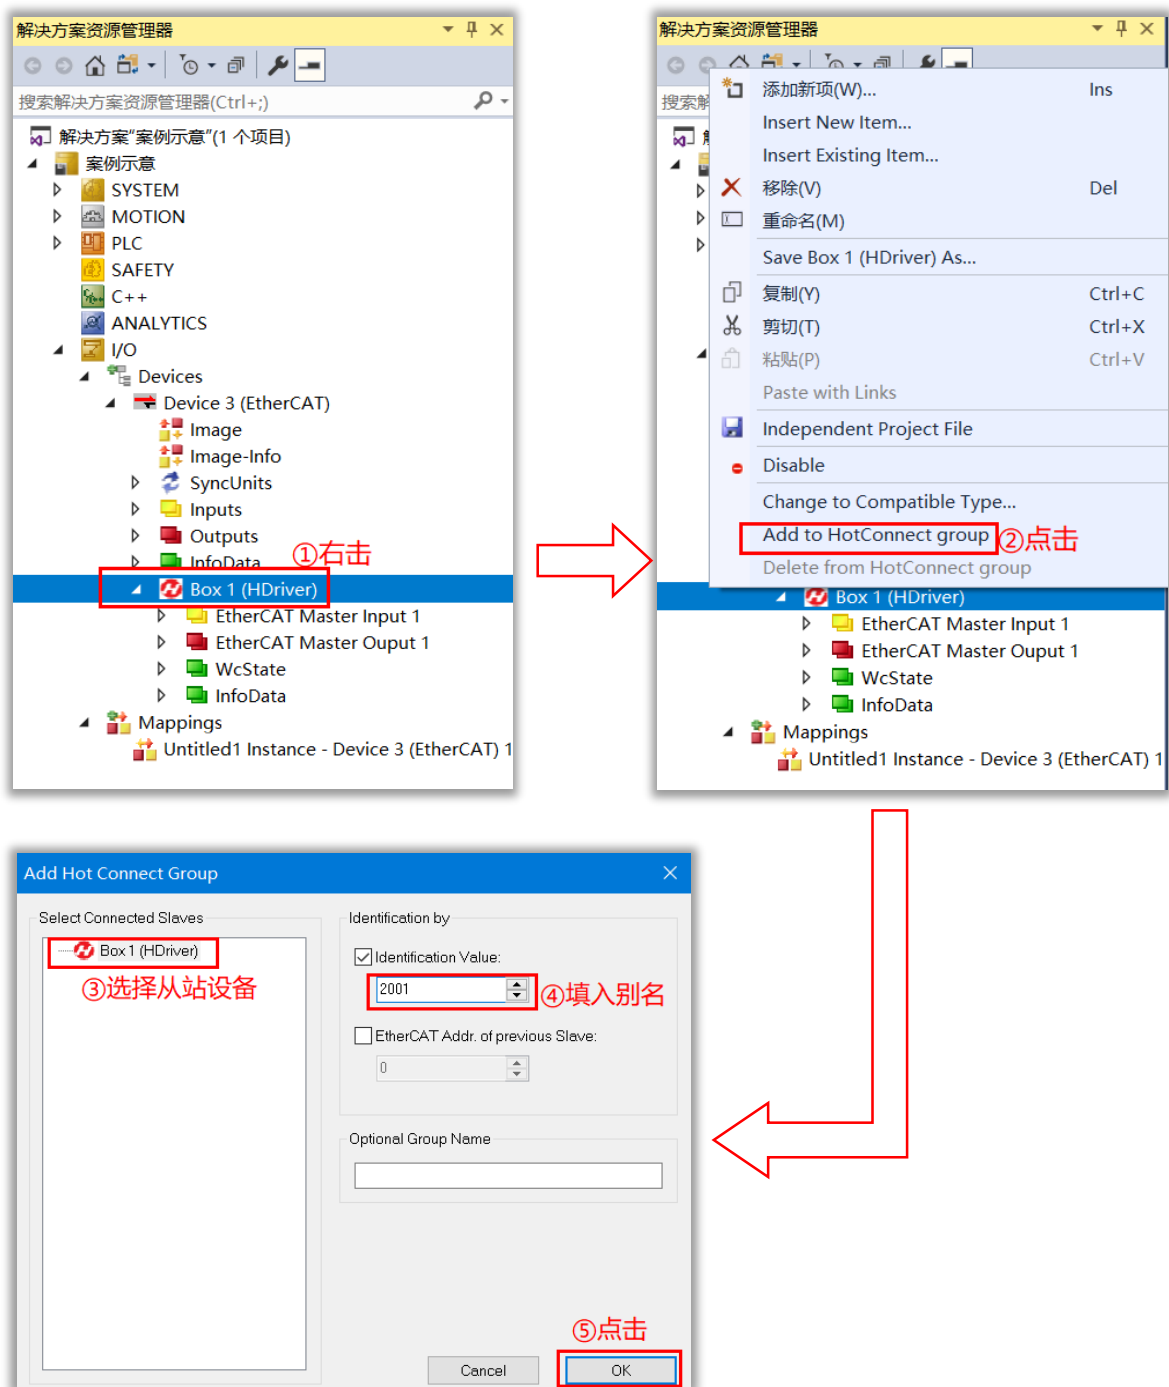 解决方案资源管理器
搜索解决方案资源管理器(Ctrl+;)
解决方案"案例示意"(1 个项目)
案例示意
SYSTEM
MOTION
PLC
SAFETY
C++
ANALYTICS
I/O
Devices
Device 3 (EtherCAT)
Image
Image-Info
SyncUnits
Inputs
Outputs
InfoData
①右击
Box 1 (HDriver)
EtherCAT Master Input 1
EtherCAT Master Ouput 1
WcState
InfoData
Mappings
Untitled1 Instance - Device 3 (EtherCAT) 1
解决方案资源管理器
搜索解
添加新项(W)... Ins
Insert New Item...
Insert Existing Item...
移除(V) Del
重命名(M)
Save Box 1 (HDriver) As...
复制(Y) Ctrl+C
剪切(T) Ctrl+X
粘贴(P) Ctrl+V
Paste with Links
Independent Project File
Disable
Change to Compatible Type...
Add to HotConnect group
②点击
Delete from HotConnect group
Box 1 (HDriver)
EtherCAT Master Input 1
EtherCAT Master Ouput 1
WcState
InfoData
Mappings
Untitled1 Instance - Device 3 (EtherCAT) 1
Add Hot Connect Group
Select Connected Slaves
Box 1 (HDriver)
③选择从站设备
Identification by
Identification Value:
2001
④填入别名
EtherCAT Addr. of previous Slave:
0
Optional Group Name
⑤点击
Cancel
OK